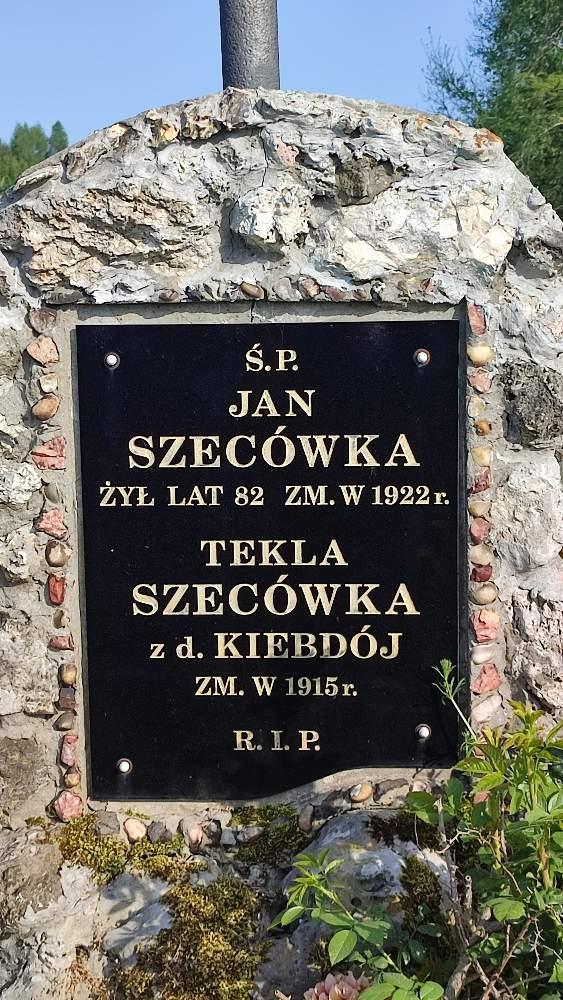 Ś.P.
JAN
SZECÓWKA
ŻYŁ LAT 82 ZM. W 1922 r.
TEKLA
SZECÓWKA
z d. KIEBDÓJ
ZM. W 1915 r.
R. I P.